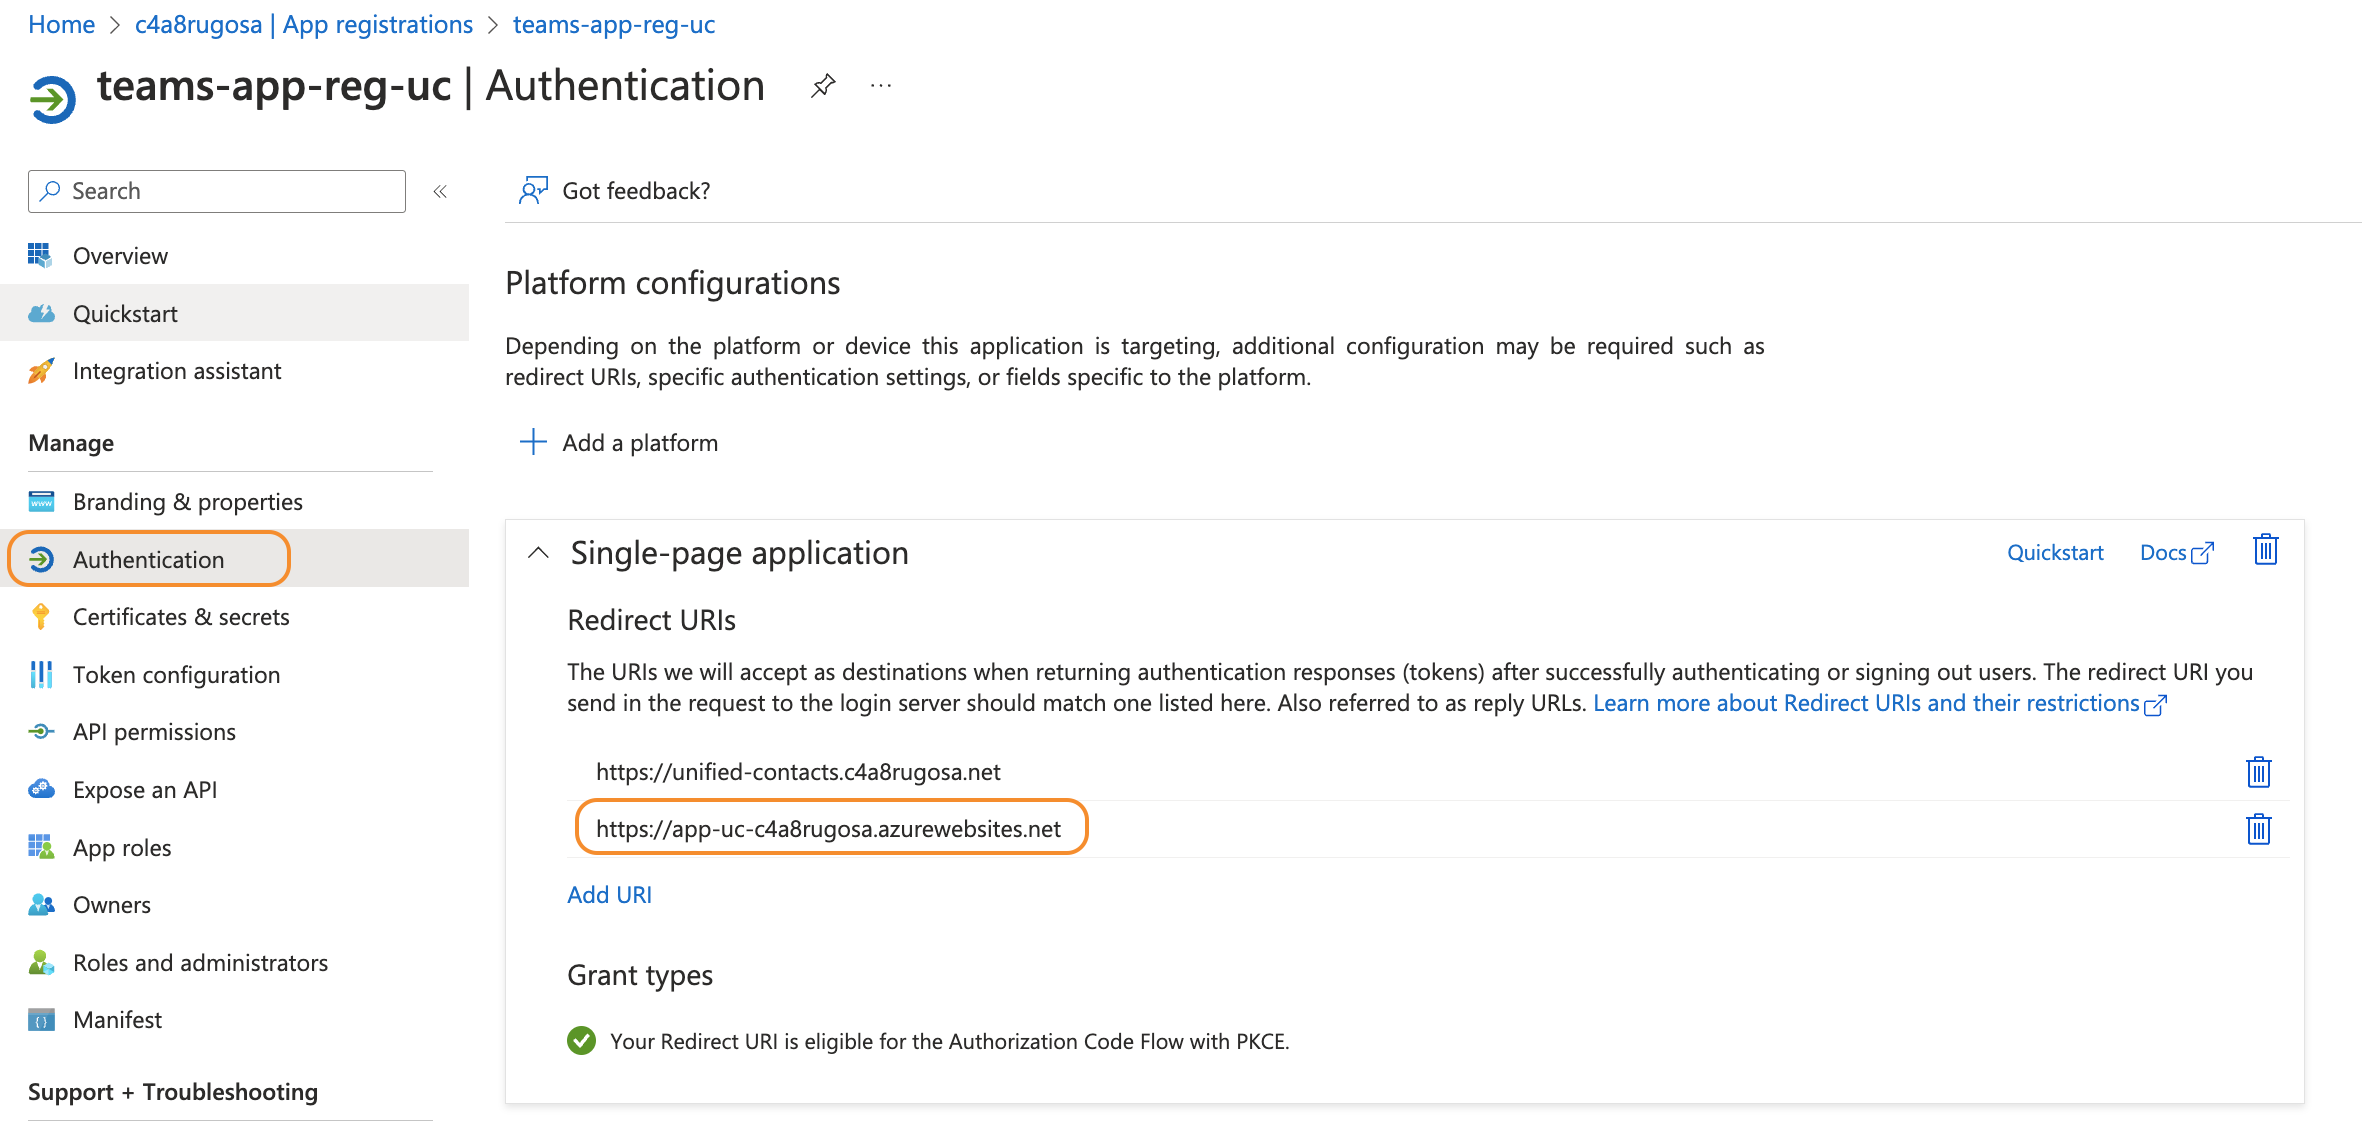 Home > c4a8rugosa | App registrations > teams-app-reg-uc
teams-app-reg-uc | Authentication
Search
«
Got feedback?
Overview
Quickstart
Integration assistant
Manage
Branding & properties
Authentication
Certificates & secrets
Token configuration
API permissions
Expose an API
App roles
Owners
Roles and administrators
Manifest
Support + Troubleshooting
Platform configurations
Depending on the platform or device this application is targeting, additional configuration may be required such as
redirect URIs, specific authentication settings, or fields specific to the platform.
Add a platform
Single-page application
Quickstart
Docs
Redirect URIs
The URIs we will accept as destinations when returning authentication responses (tokens) after successfully authenticating or signing out users. The redirect URI you
send in the request to the login server should match one listed here. Also referred to as reply URLs. Learn more about Redirect URIs and their restrictions
https://unified-contacts.c4a8rugosa.net
https://app-uc-c4a8rugosa.azurewebsites.net
Add URI
Grant types
Your Redirect URI is eligible for the Authorization Code Flow with PKCE.